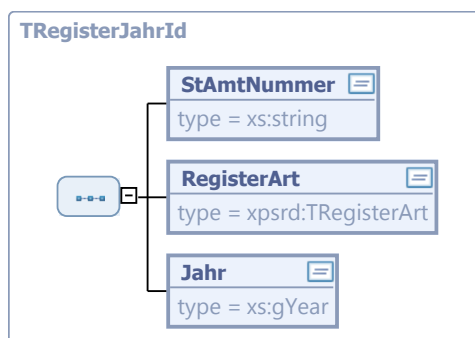 TRegisterJahrId
StAmtNummer
type = xs:string
RegisterArt
type = xpsrd:TRegisterArt
Jahr
type = xs:gYear